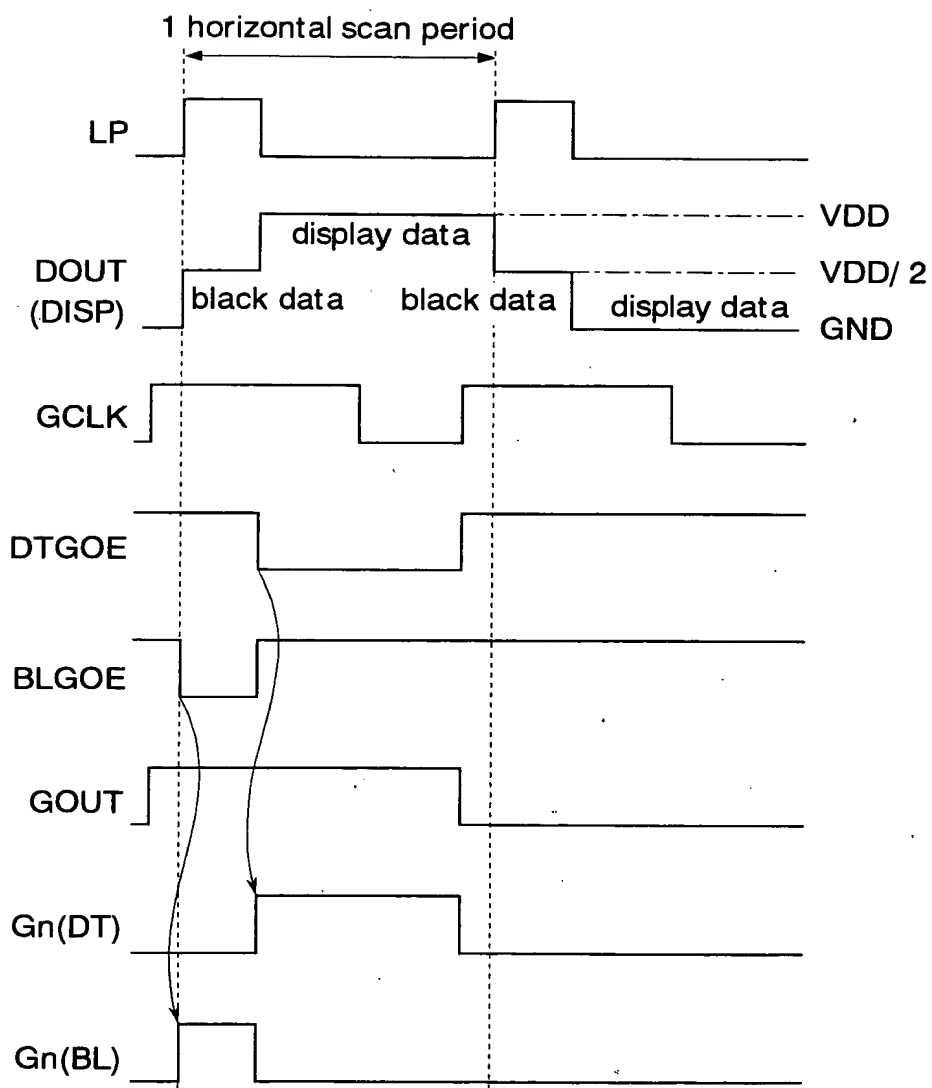 1 horizontal scan period
LP
VDD
display data
DOUT
(DISP)
VDD/ 2
black data
black data
display data
GND
GCLK
DTGOE
BLGOE
GOUT
Gn(DT)
Gn(BL)